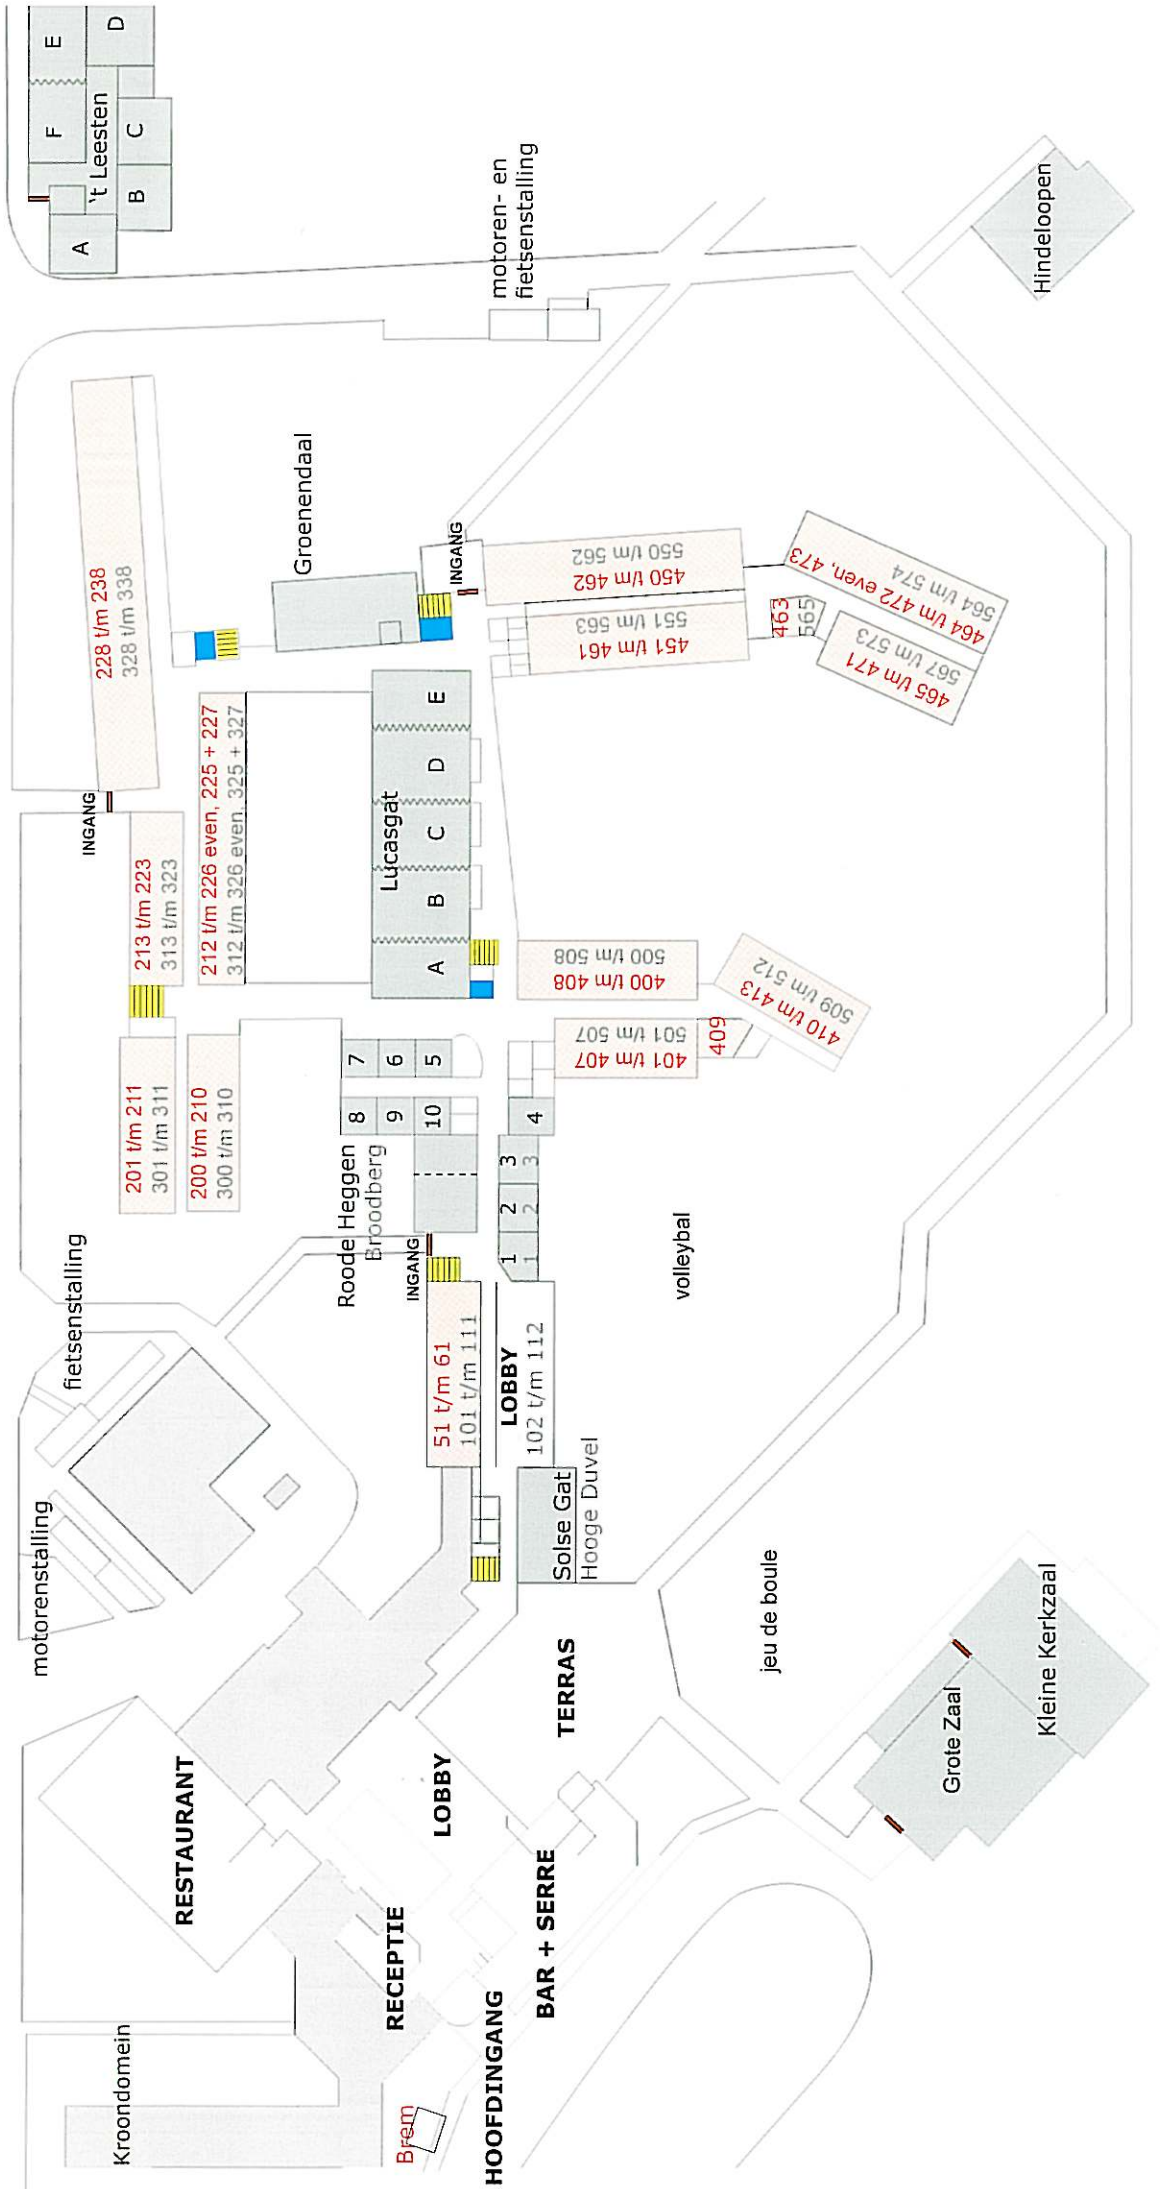 Kroondomein
Brem
HOOFDINGANG
RECEPTIE
RESTAURANT
LOBBY
BAR + SERRE
TERRAS
Grote Zaal
Kleine Kerkzaal
jeu de boule
motorenstalling
fietsenstalling
Solse Gat
Hooge Duvel
51 t/m 61
101 t/m 111
LOBBY
102 t/m 112
INGANG
Roode Heggen
Broodberg
1
1
2
2
3
3
4
5
6
7
8
9
10
volleybal
201 t/m 211
301 t/m 311
200 t/m 210
300 t/m 310
213 t/m 223
313 t/m 323
212 t/m 226 even, 225 + 227
312 t/m 326 even, 325 + 327
INGANG
228 t/m 238
328 t/m 338
Lucasgat
A
B
C
D
E
Groenendaal
INGANG
400 t/m 408
500 t/m 508
401 t/m 407
501 t/m 507
409
410 t/m 413
509 t/m 512
450 t/m 462
550 t/m 562
451 t/m 461
551 t/m 563
463
565
464 t/m 472 even, 473
564 t/m 574
465 t/m 471
567 t/m 573
motoren- en
fietsenstalling
Hindeloopen
't Leesten
A
B
C
D
E
F